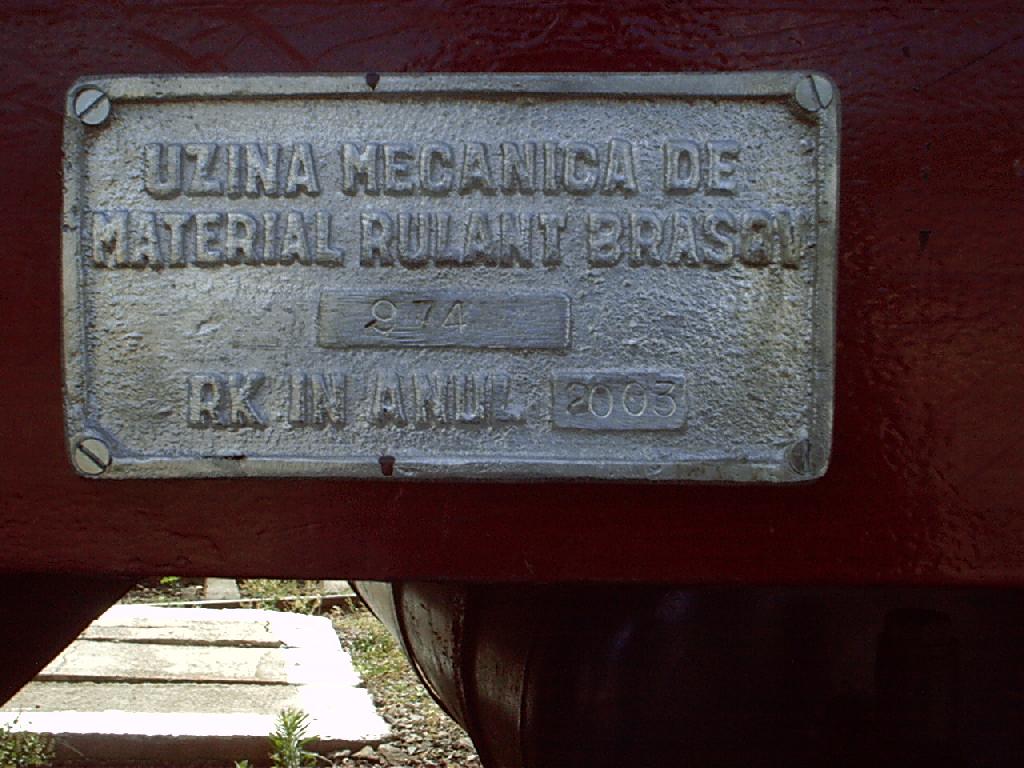 UZINA MECANICA DE
MATERIAL RULANT BRASOV
974
RK IN ANUL 2003